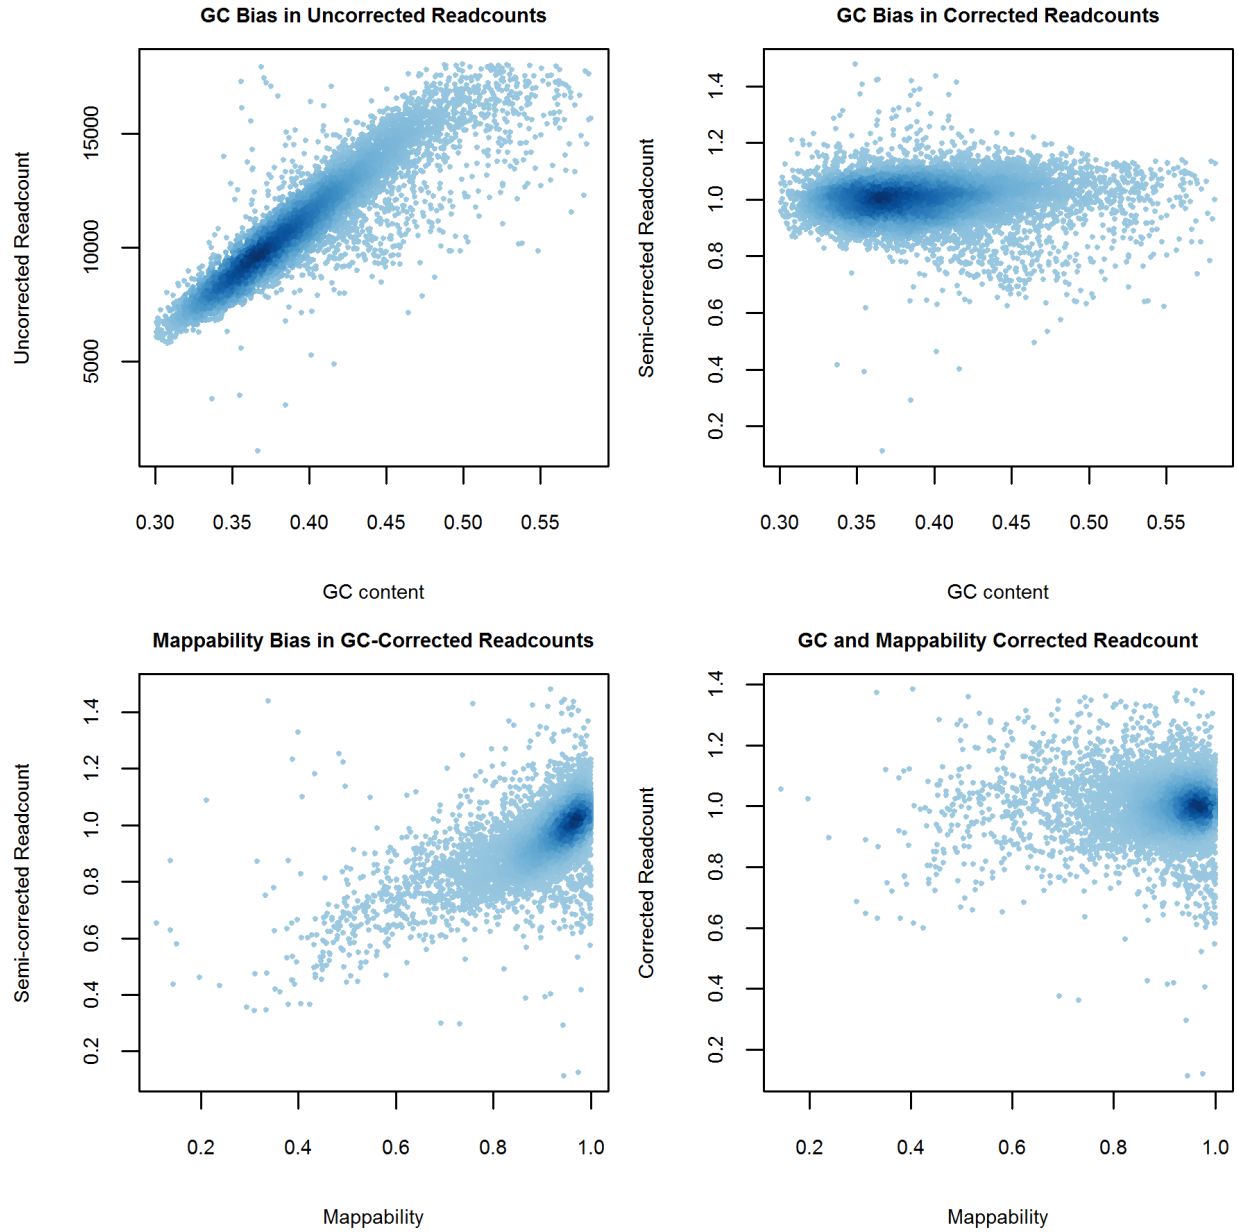 GC Bias in Uncorrected Readcounts
Uncorrected Readcount
15000
10000
5000
0.30 0.35 0.40 0.45 0.50 0.55
GC content
GC Bias in Corrected Readcounts
Semi-corrected Readcount
1.4
1.2
1.0
0.8
0.6
0.4
0.2
0.30 0.35 0.40 0.45 0.50 0.55
GC content
Mappability Bias in GC-Corrected Readcounts
Semi-corrected Readcount
1.4
1.2
1.0
0.8
0.6
0.4
0.2
0.2 0.4 0.6 0.8 1.0
Mappability
GC and Mappability Corrected Readcount
Corrected Readcount
1.4
1.2
1.0
0.8
0.6
0.4
0.2
0.2 0.4 0.6 0.8 1.0
Mappability